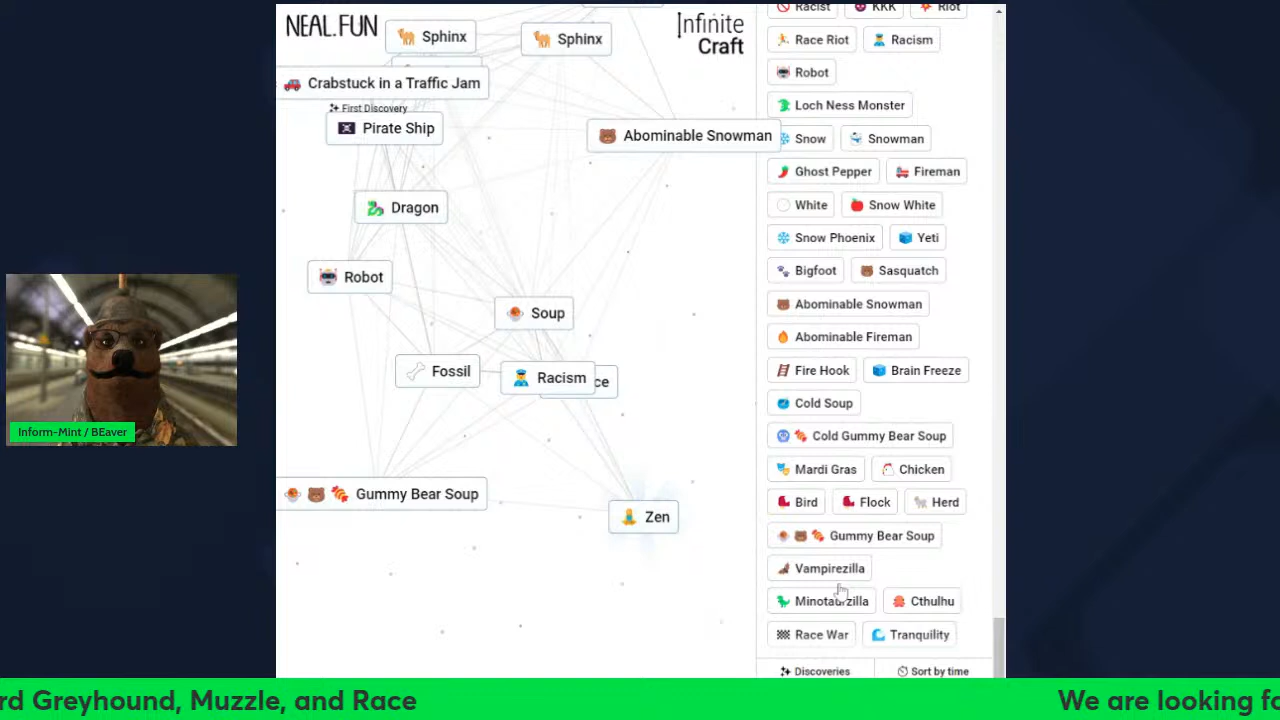 NEAL.FUN
Infinite
Craft
Sphinx
Sphinx
Crabstuck in a Traffic Jam
First Discovery
Pirate Ship
Abominable Snowman
Dragon
Robot
Soup
Fossil
Racism
ce
Gummy Bear Soup
Zen
Inform-Mint / BEaver
Racist KKK Riot
Race Riot Racism
Robot
Loch Ness Monster
Snow Snowman
Ghost Pepper Fireman
White Snow White
Snow Phoenix Yeti
Bigfoot Sasquatch
Abominable Snowman
Abominable Fireman
Fire Hook Brain Freeze
Cold Soup
Cold Gummy Bear Soup
Mardi Gras Chicken
Bird Flock Herd
Gummy Bear Soup
Vampirezilla
Minotaurzilla Cthulhu
Race War Tranquility
Discoveries Sort by time
rd Greyhound, Muzzle, and Race
We are looking fo